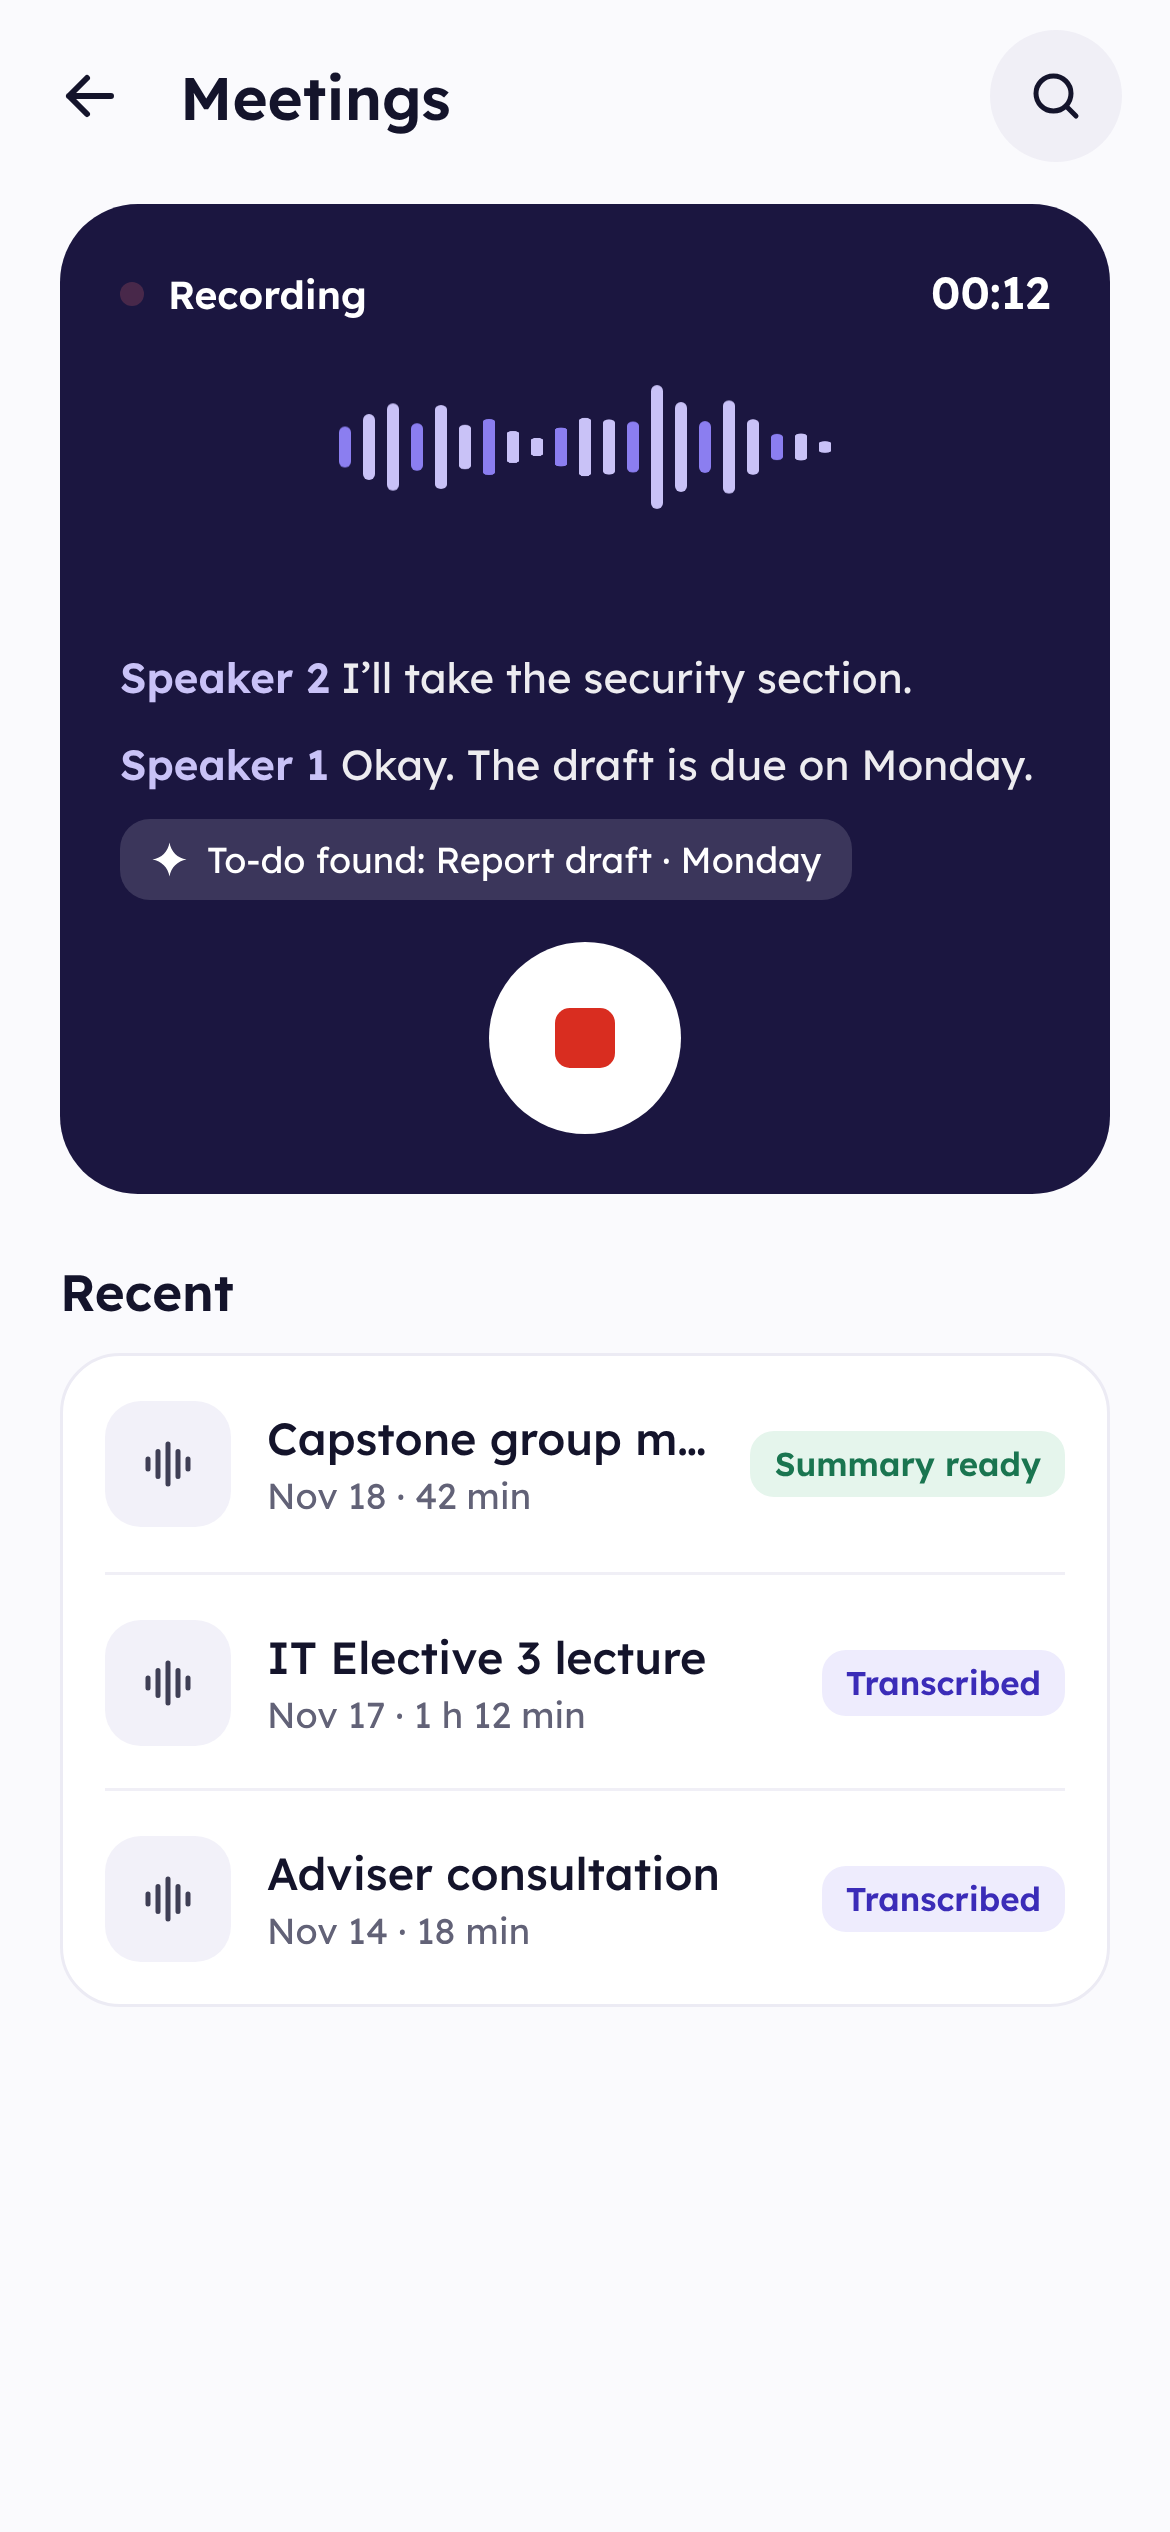 Meetings
Recording
00:12
Speaker 2 I’ll take the security section.
Speaker 1 Okay. The draft is due on Monday.
To-do found: Report draft · Monday
Recent
Capstone group m...
Summary ready
Nov 18 · 42 min
IT Elective 3 lecture
Transcribed
Nov 17 · 1 h 12 min
Adviser consultation
Transcribed
Nov 14 · 18 min